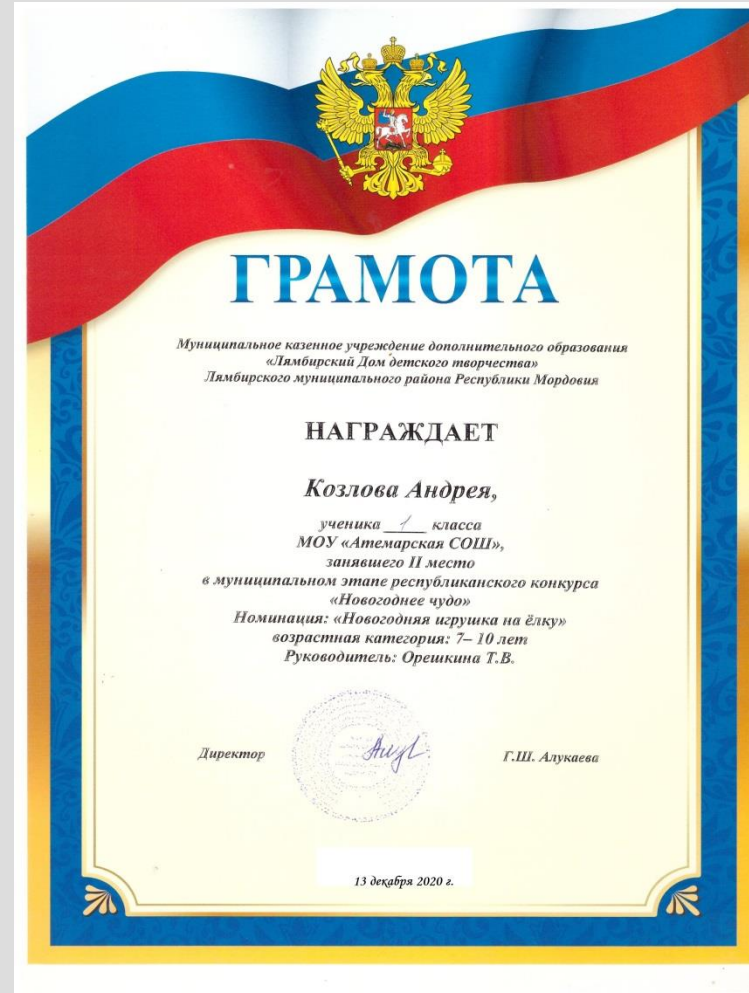 ГРАМОТА
Муниципальное казенное учреждение дополнительного образования
«Лямбирский Дом детского творчества»
Лямбирского муниципального района Республики Мордовия
НАГРАЖДАЕТ
Козлова Андрея,
ученика 1 класса
МОУ «Атемарская СОШ»,
занявшего II место
в муниципальном этапе республиканского конкурса
«Новогоднее чудо»
Номинация: «Новогодняя игрушка на ёлку»
возрастная категория: 7– 10 лет
Руководитель: Орешкина Т.В.
Директор Г.Ш. Алукаева
13 декабря 2020 г.